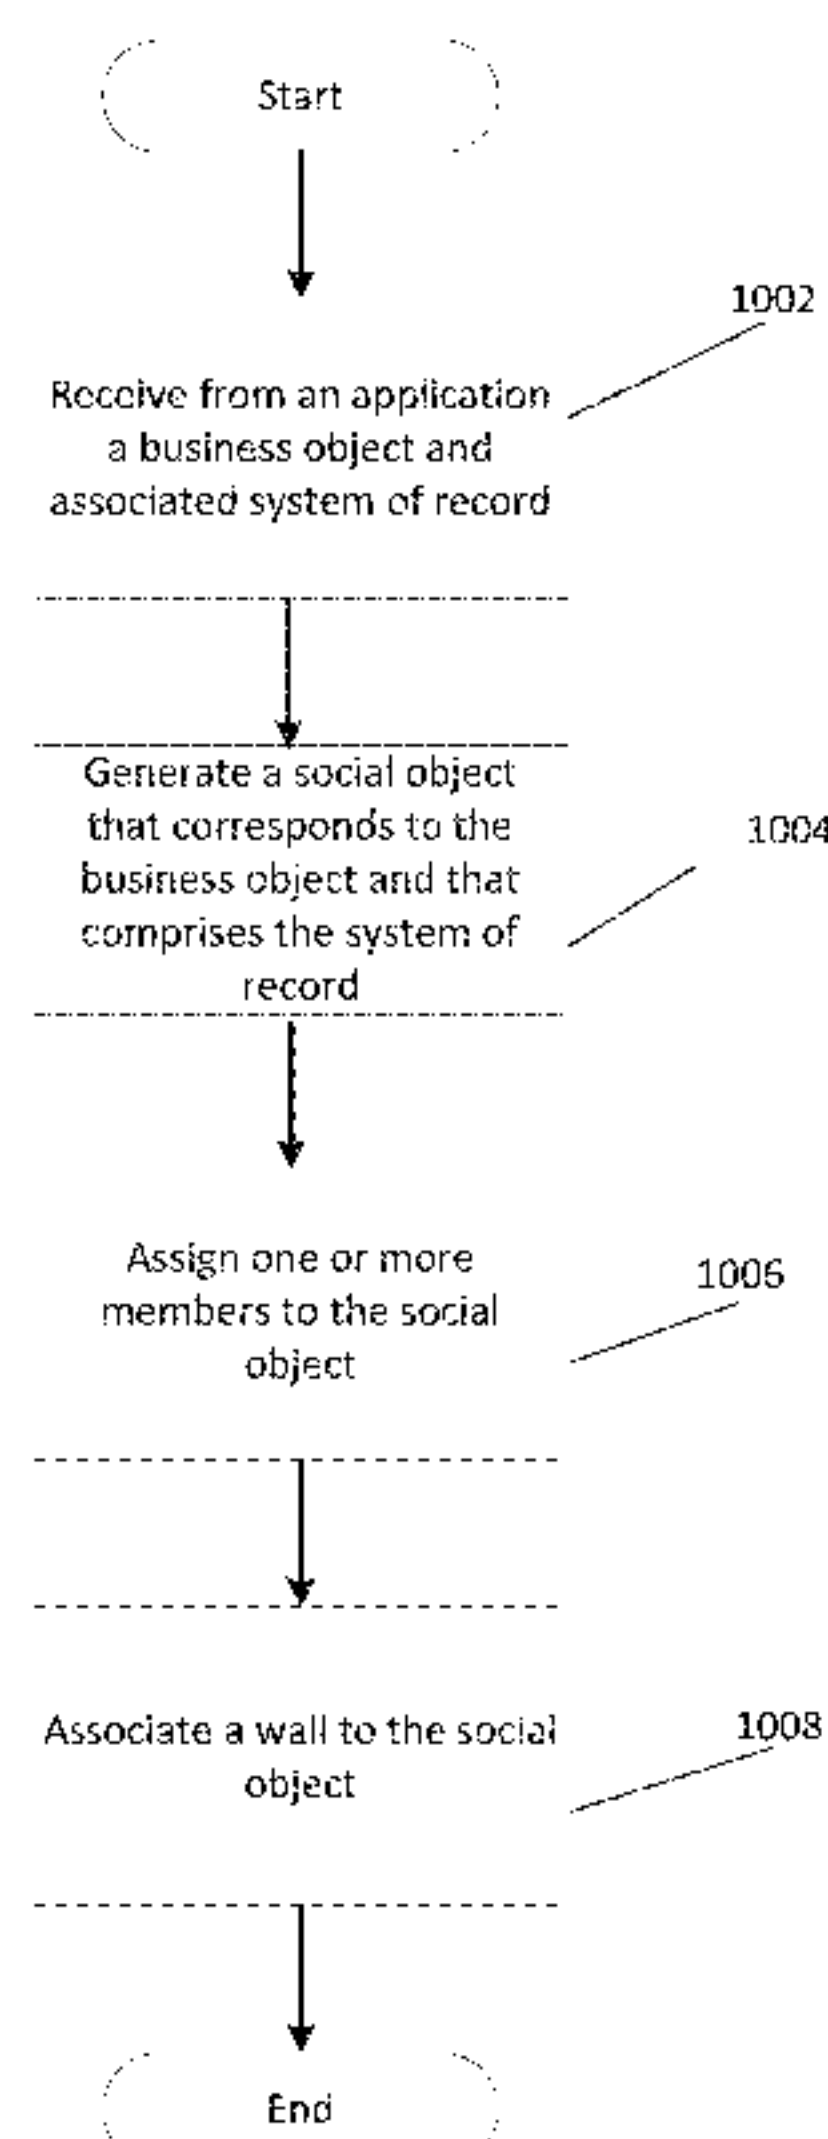 Start
1002
Receive from an application
a business object and
associated system of record
Generate a social object
that corresponds to the
business object and that
comprises the system of
record
1004
Assign one or more
members to the social
object
1006
Associate a wall to the social
object
1008
End